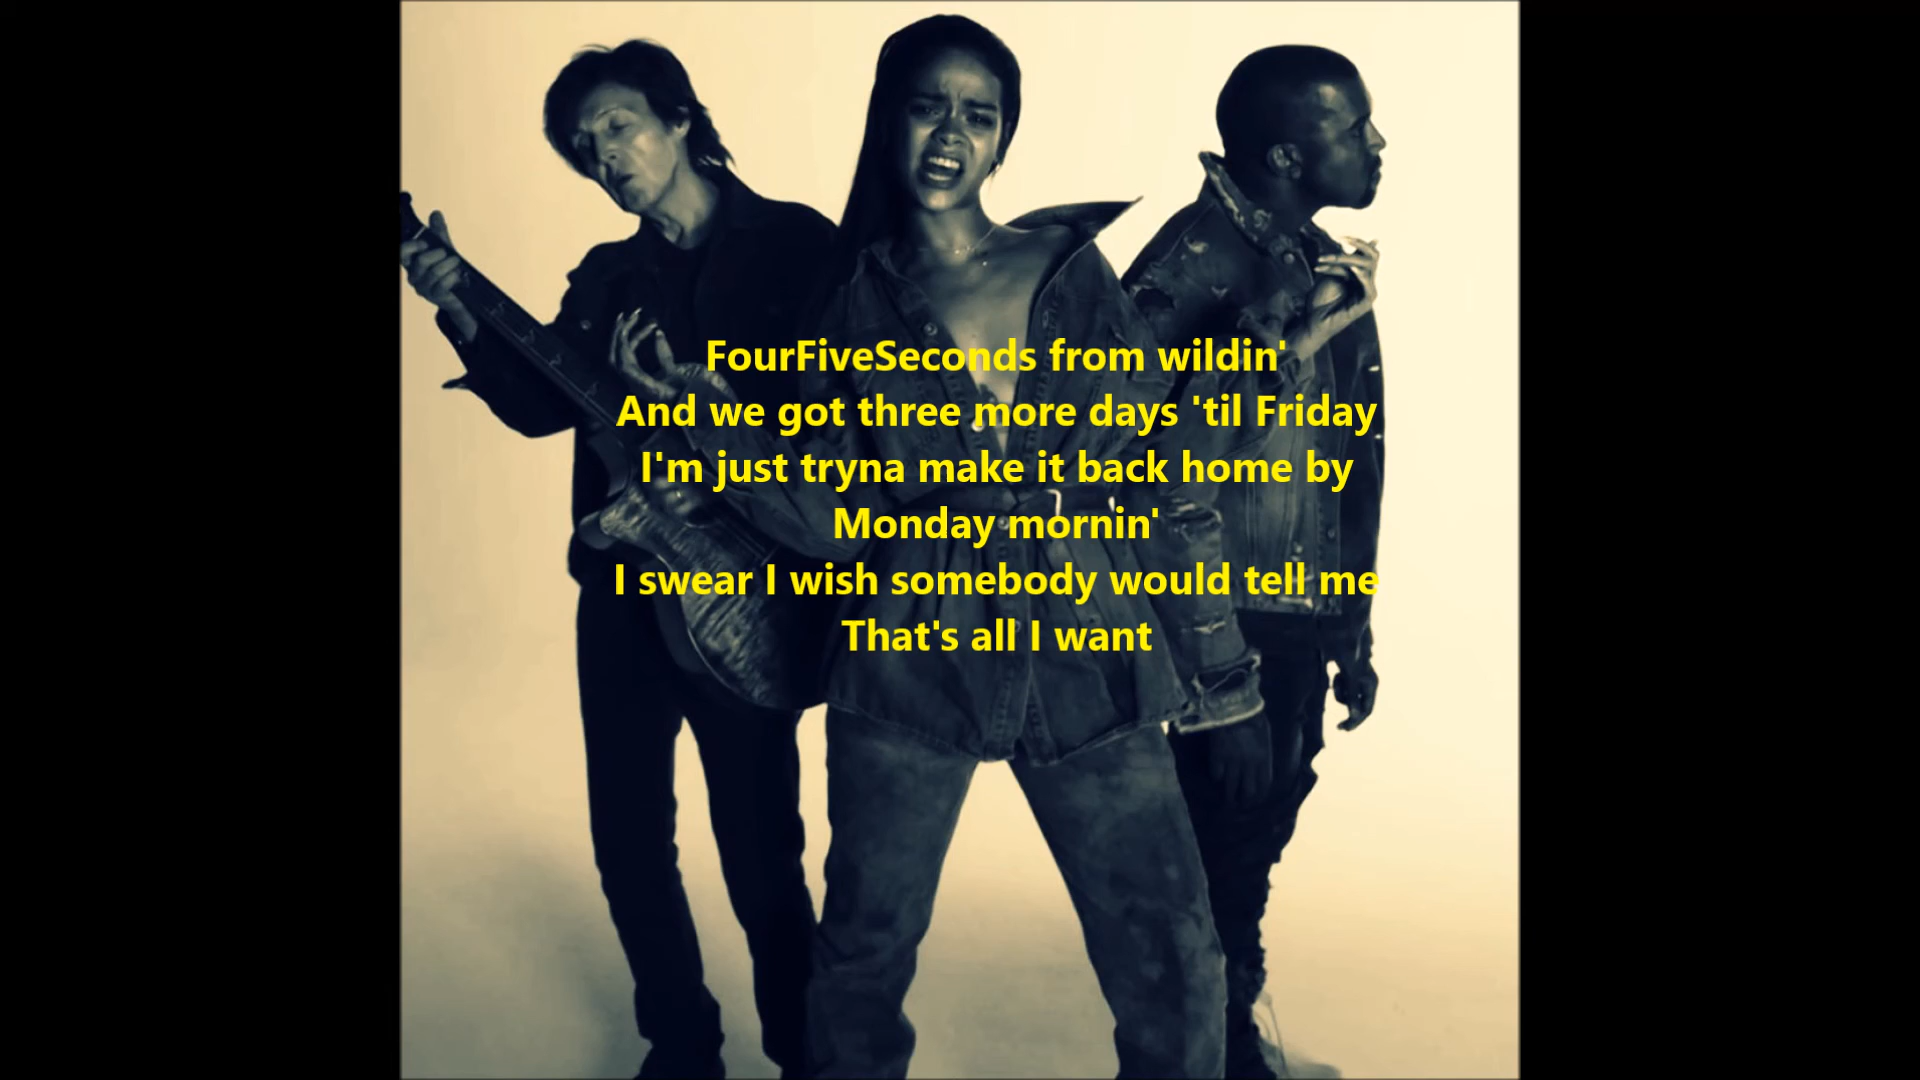 FourFiveSeconds from wildin'
And we got three more days 'til Friday
I'm just tryna make it back home by
Monday mornin'
I swear I wish somebody would tell me
That's all I want